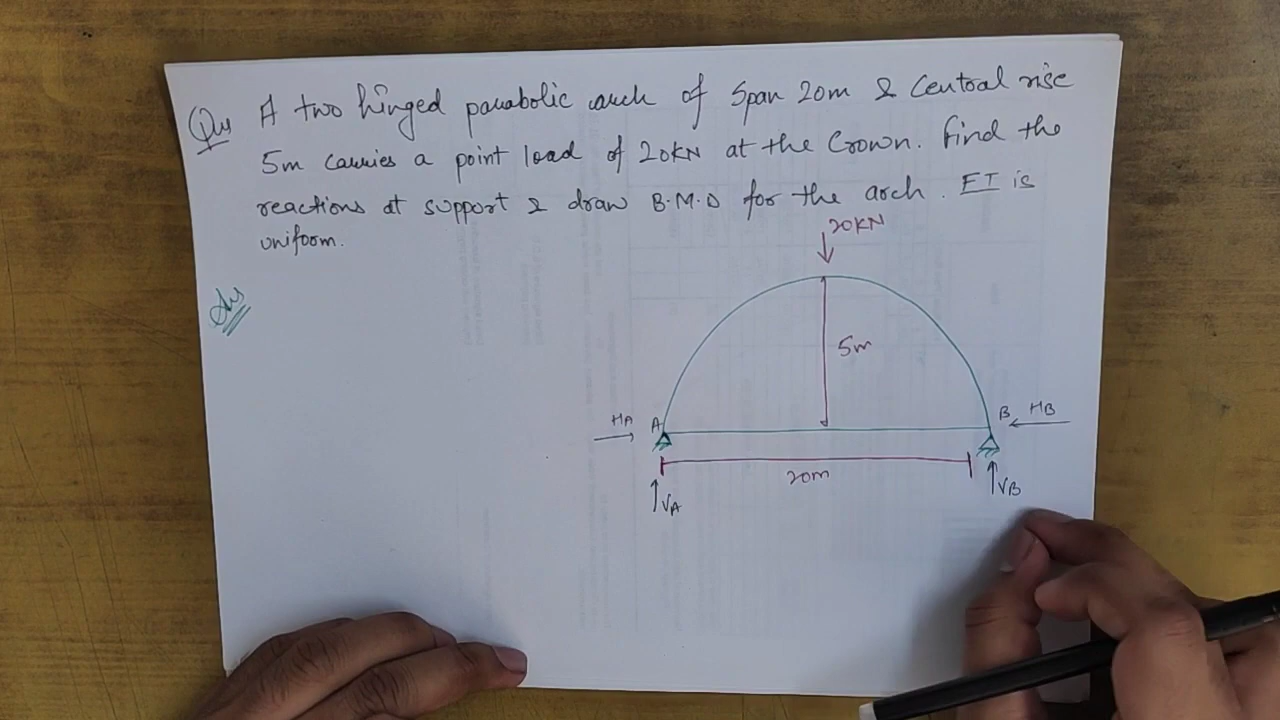 Qus A two hinged parabolic arch of Span 20m & Central rise
5m carries a point load of 20KN at the Crown. Find the
reactions at support & draw B.M.D for the arch. EI is
uniform.
Ans
20KN
5m
HA A
B HB
20m
VA
VB